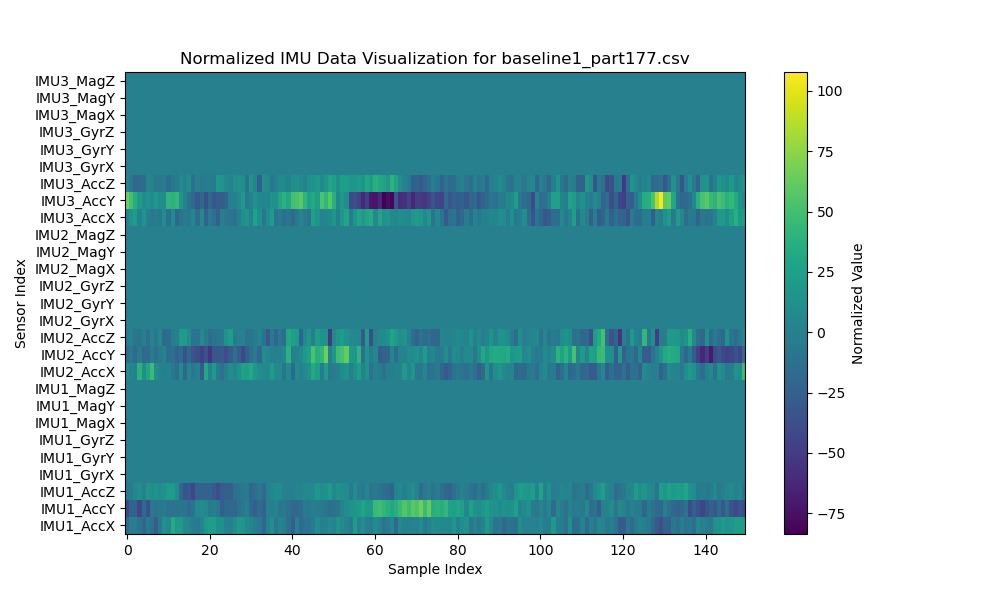 Normalized IMU Data Visualization for baseline1_part177.csv
IMU3_MagZ
IMU3_MagY
IMU3_MagX
IMU3_GyrZ
IMU3_GyrY
IMU3_GyrX
IMU3_AccZ
IMU3_AccY
IMU3_AccX
IMU2_MagZ
IMU2_MagY
IMU2_MagX
IMU2_GyrZ
IMU2_GyrY
IMU2_GyrX
IMU2_AccZ
IMU2_AccY
IMU2_AccX
IMU1_MagZ
IMU1_MagY
IMU1_MagX
IMU1_GyrZ
IMU1_GyrY
IMU1_GyrX
IMU1_AccZ
IMU1_AccY
IMU1_AccX
Sensor Index
0 20 40 60 80 100 120 140
Sample Index
100
75
50
25
0
−25
−50
−75
Normalized Value